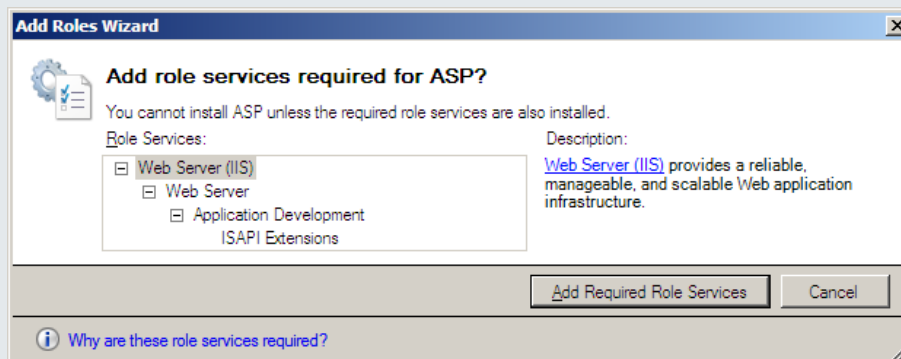 Add Roles Wizard
Add role services required for ASP?
You cannot install ASP unless the required role services are also installed.
Role Services:
Description:
Web Server (IIS)
Web Server
Application Development
ISAPI Extensions
Web Server (IIS) provides a reliable,
manageable, and scalable Web application
infrastructure.
Add Required Role Services
Cancel
Why are these role services required?